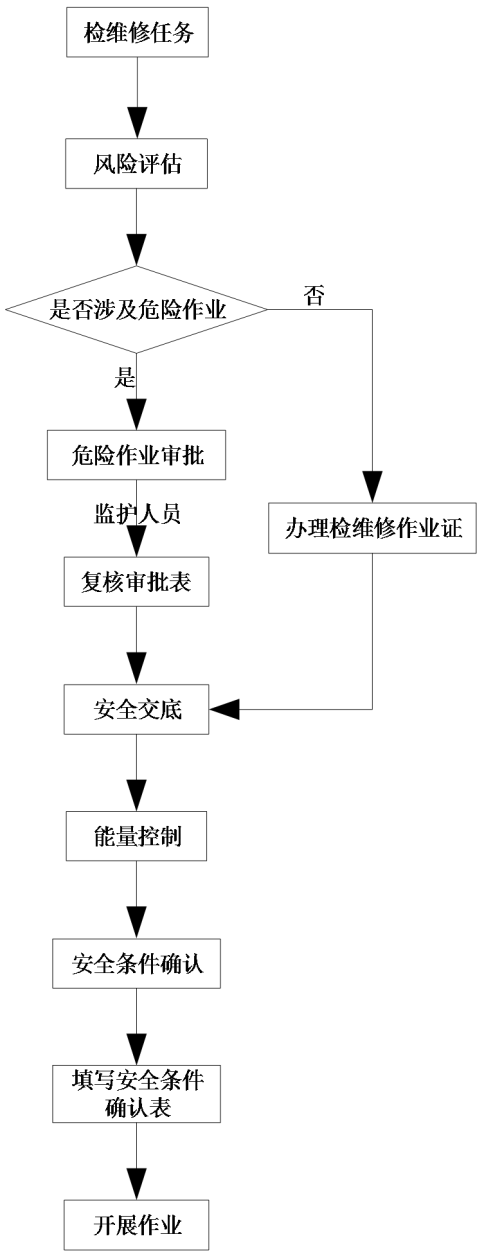 检维修任务
风险评估
是否涉及危险作业
否
是
危险作业审批
监护人员
办理检维修作业证
复核审批表
安全交底
能量控制
安全条件确认
填写安全条件
确认表
开展作业